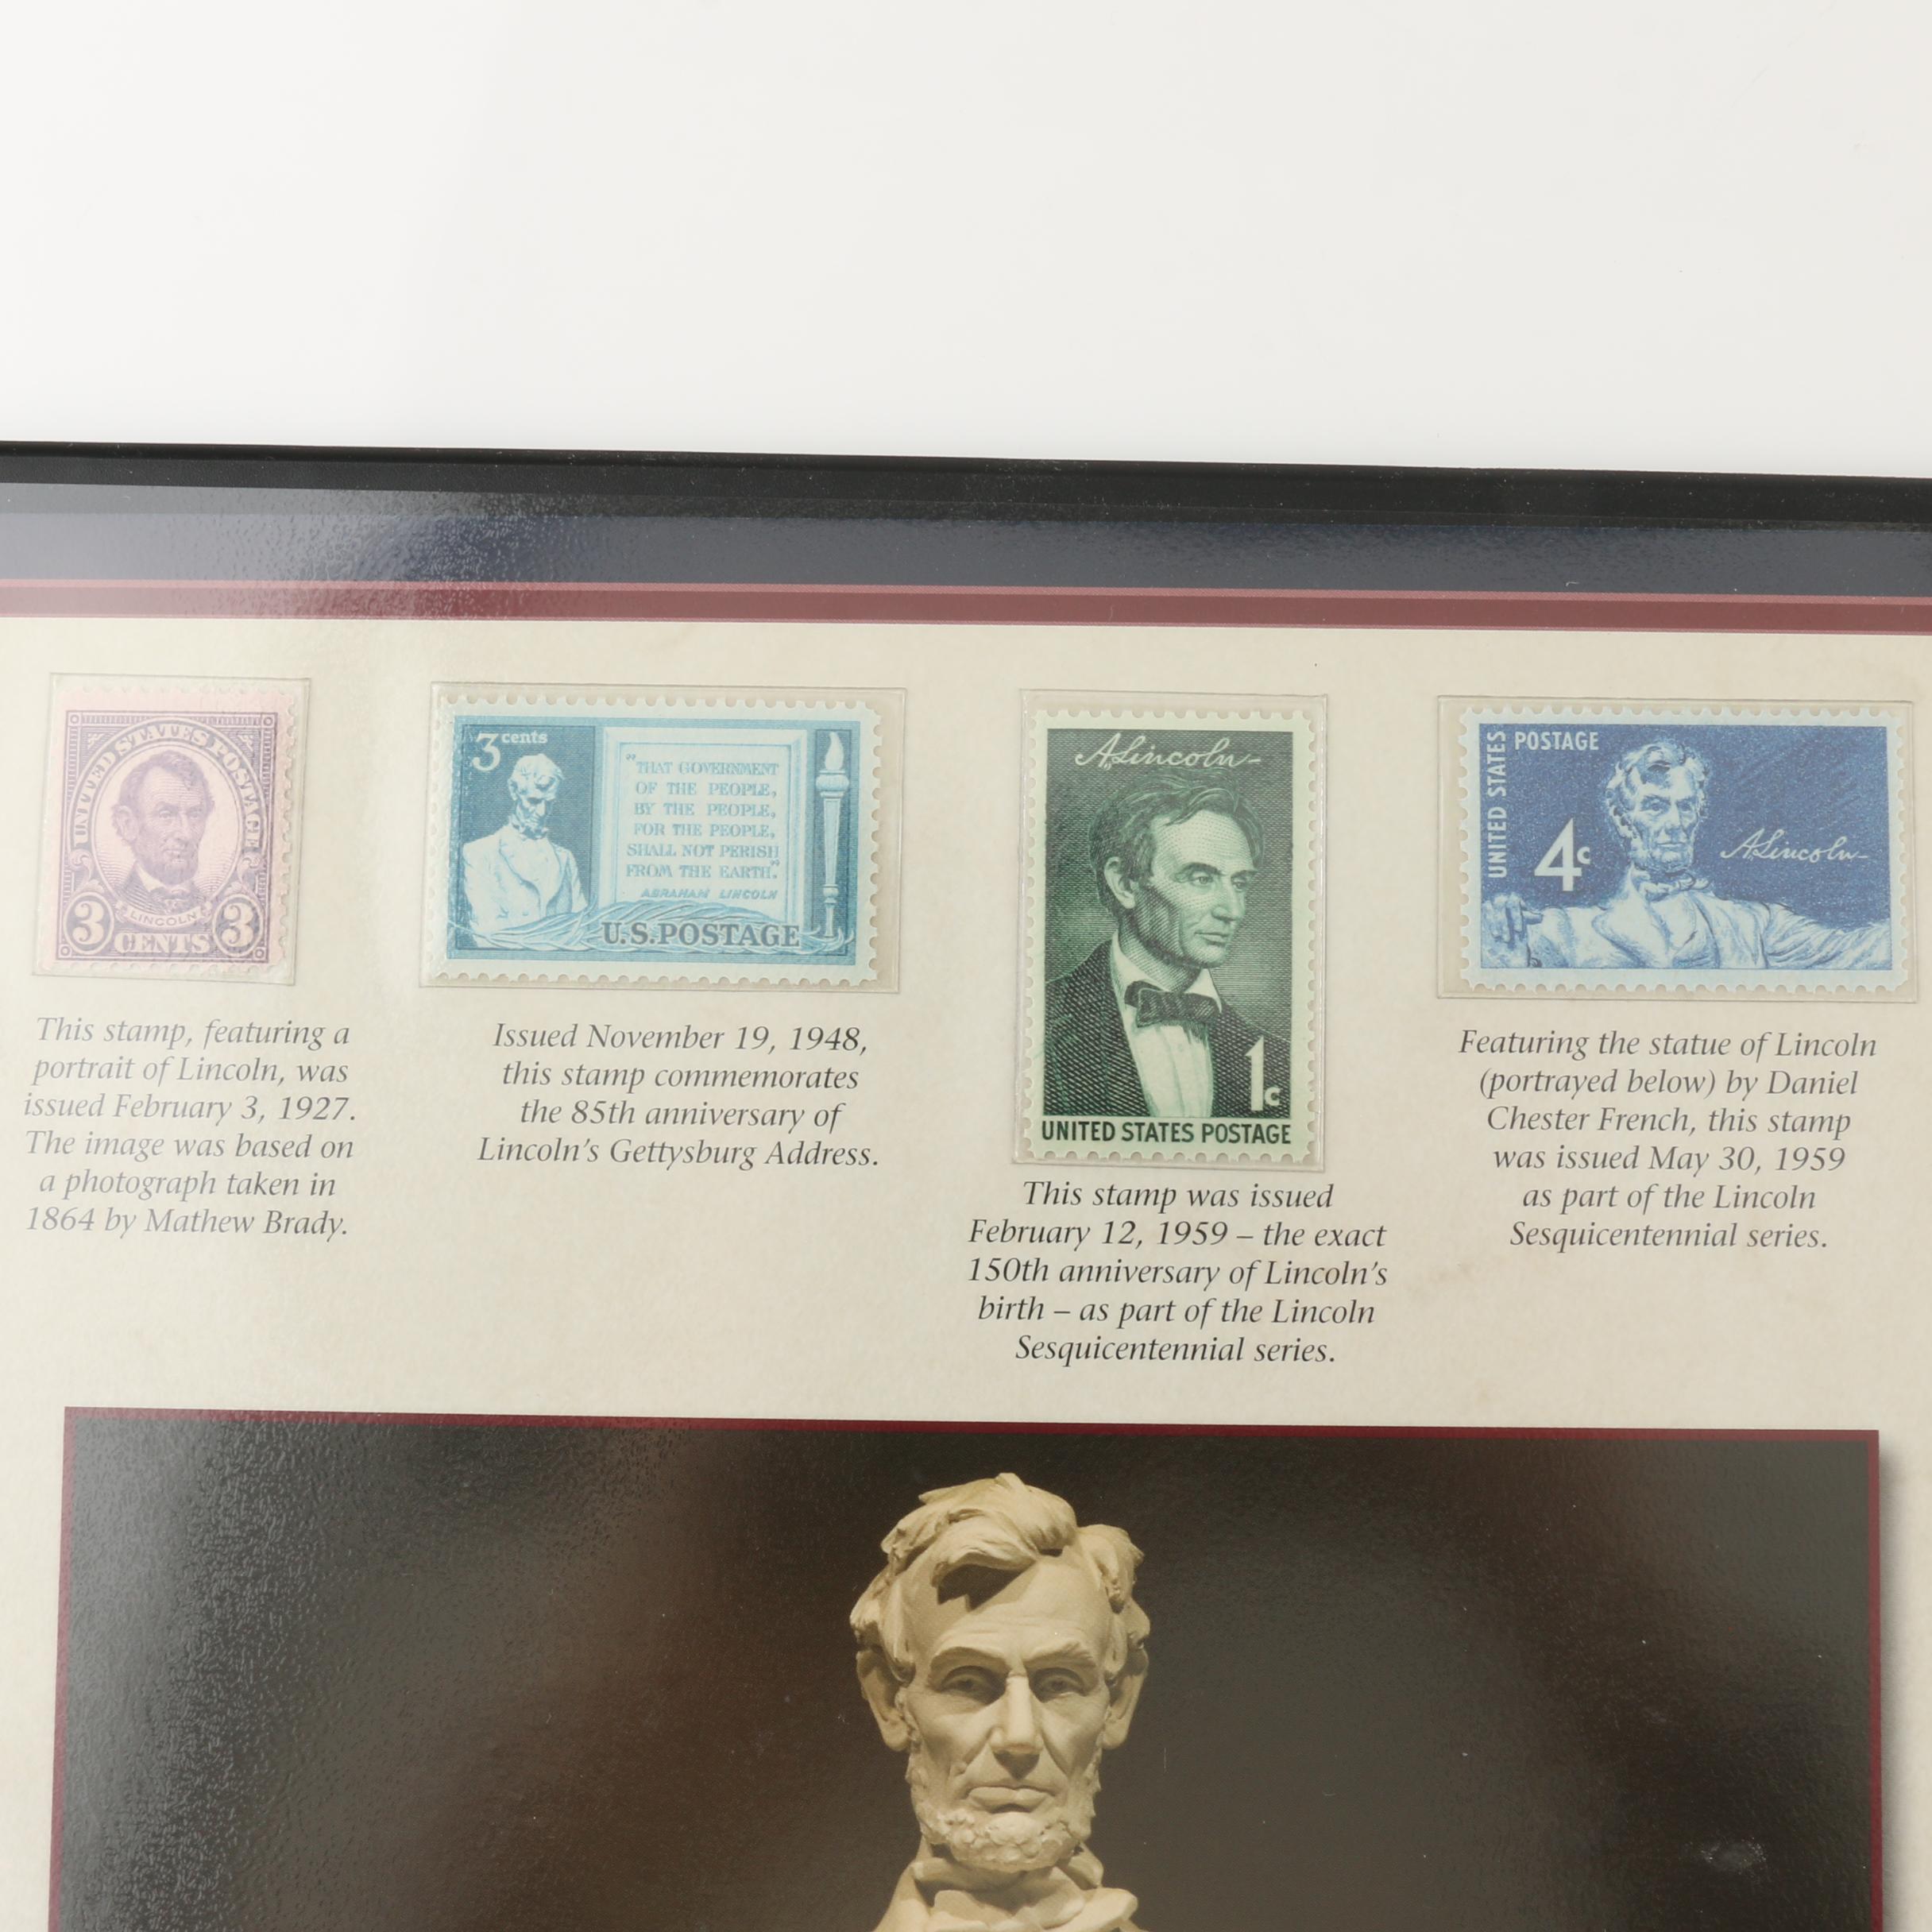 UNITED STATES POSTAGE
LINCOLN
3 CENTS 3
This stamp, featuring a
portrait of Lincoln, was
issued February 3, 1927.
The image was based on
a photograph taken in
1864 by Mathew Brady.
3 cents
"THAT GOVERNMENT
OF THE PEOPLE,
BY THE PEOPLE,
FOR THE PEOPLE,
SHALL NOT PERISH
FROM THE EARTH."
ABRAHAM LINCOLN
U.S.POSTAGE
Issued November 19, 1948,
this stamp commemorates
the 85th anniversary of
Lincoln's Gettysburg Address.
A.Lincoln
1c
UNITED STATES POSTAGE
This stamp was issued
February 12, 1959 – the exact
150th anniversary of Lincoln's
birth – as part of the Lincoln
Sesquicentennial series.
UNITED STATES
POSTAGE
4c
A.Lincoln
Featuring the statue of Lincoln
(portrayed below) by Daniel
Chester French, this stamp
was issued May 30, 1959
as part of the Lincoln
Sesquicentennial series.